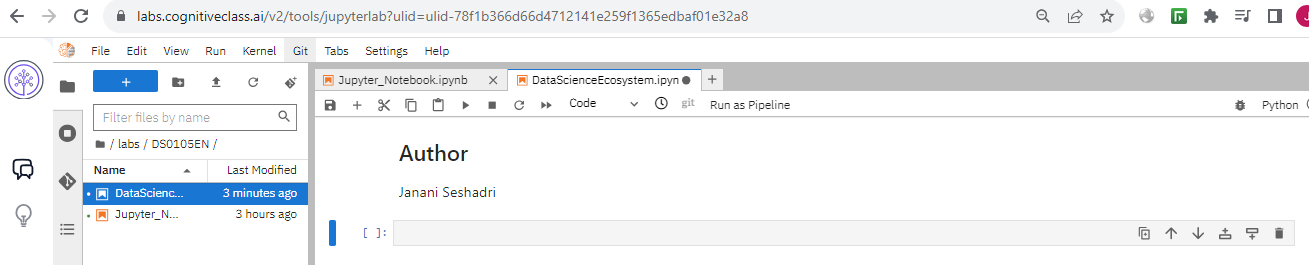 labs.cognitiveclass.ai/v2/tools/jupyterlab?ulid=ulid-78f1b366d66d4712141e259f1365edbaf01e32a8
File Edit View Run Kernel Git Tabs Settings Help
Jupyter_Notebook.ipynb
DataScienceEcosystem.ipyn
Code
git
Run as Pipeline
Python
Filter files by name
/ labs / DS0105EN /
Name Last Modified
DataScienc... 3 minutes ago
Jupyter_N... 3 hours ago
Author
Janani Seshadri
[ ]: